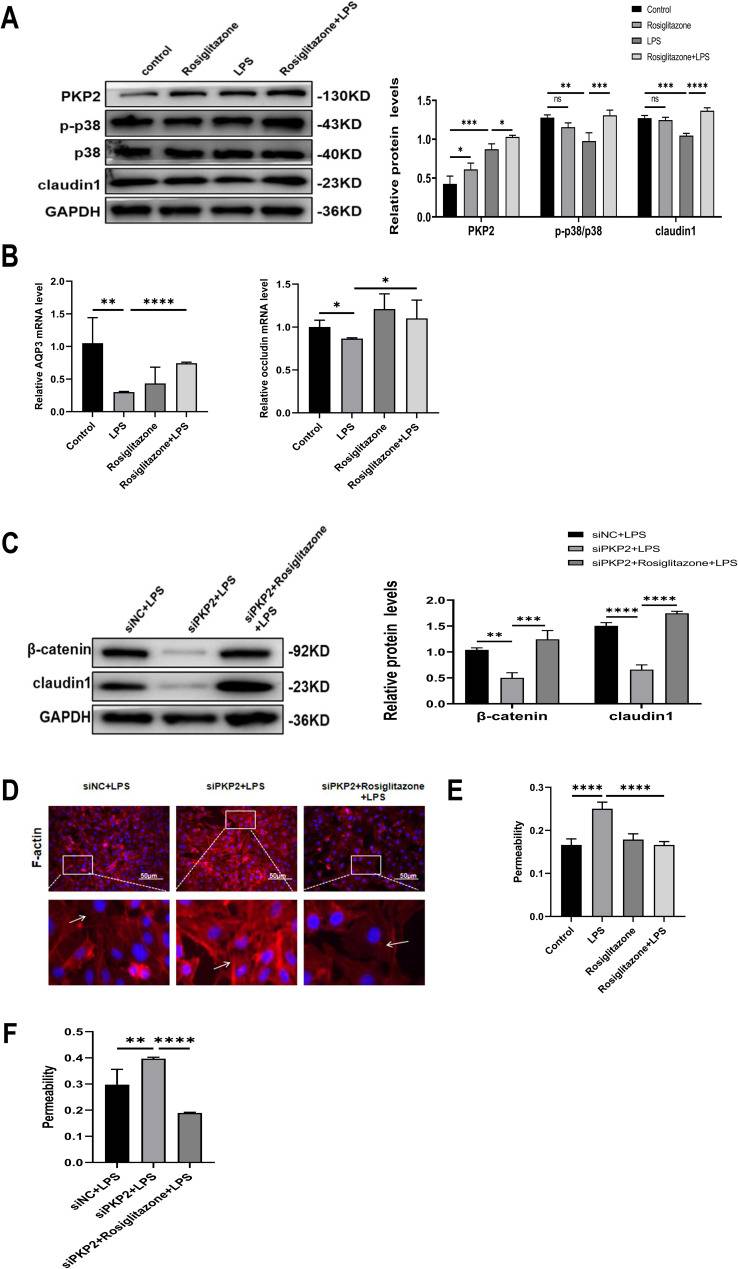 A
control
Rosiglitazone
LPS
Rosiglitazone+LPS
PKP2
-130KD
p-p38
-43KD
p38
-40KD
claudin1
-23KD
GAPDH
-36KD
Control
Rosiglitazone
LPS
Rosiglitazone+LPS
Relative protein levels
1.5
1.0
0.5
0.0
*
***
*
ns
**
***
ns
***
****
PKP2
p-p38/p38
claudin1
B
Relative AQP3 mRNA level
2.0
1.5
1.0
0.5
0.0
**
****
Control
LPS
Rosiglitazone
Rosiglitazone+LPS
Relative occludin mRNA level
1.5
1.0
0.5
0.0
*
*
Control
LPS
Rosiglitazone
Rosiglitazone+LPS
C
siNC+LPS
siPKP2+LPS
siPKP2+Rosiglitazone
+LPS
β-catenin
-92KD
claudin1
-23KD
GAPDH
-36KD
siNC+LPS
siPKP2+LPS
siPKP2+Rosiglitazone+LPS
Relative protein levels
2.0
1.5
1.0
0.5
0.0
**
***
****
****
β-catenin
claudin1
D
siNC+LPS
siPKP2+LPS
siPKP2+Rosiglitazone
+LPS
F-actin
50μm
50μm
50μm
E
Permeability
0.3
0.2
0.1
0.0
****
****
Control
LPS
Rosiglitazone
Rosiglitazone+LPS
F
Permeability
0.5
0.4
0.3
0.2
0.1
0.0
**
****
siNC+LPS
siPKP2+LPS
siPKP2+Rosiglitazone+LPS